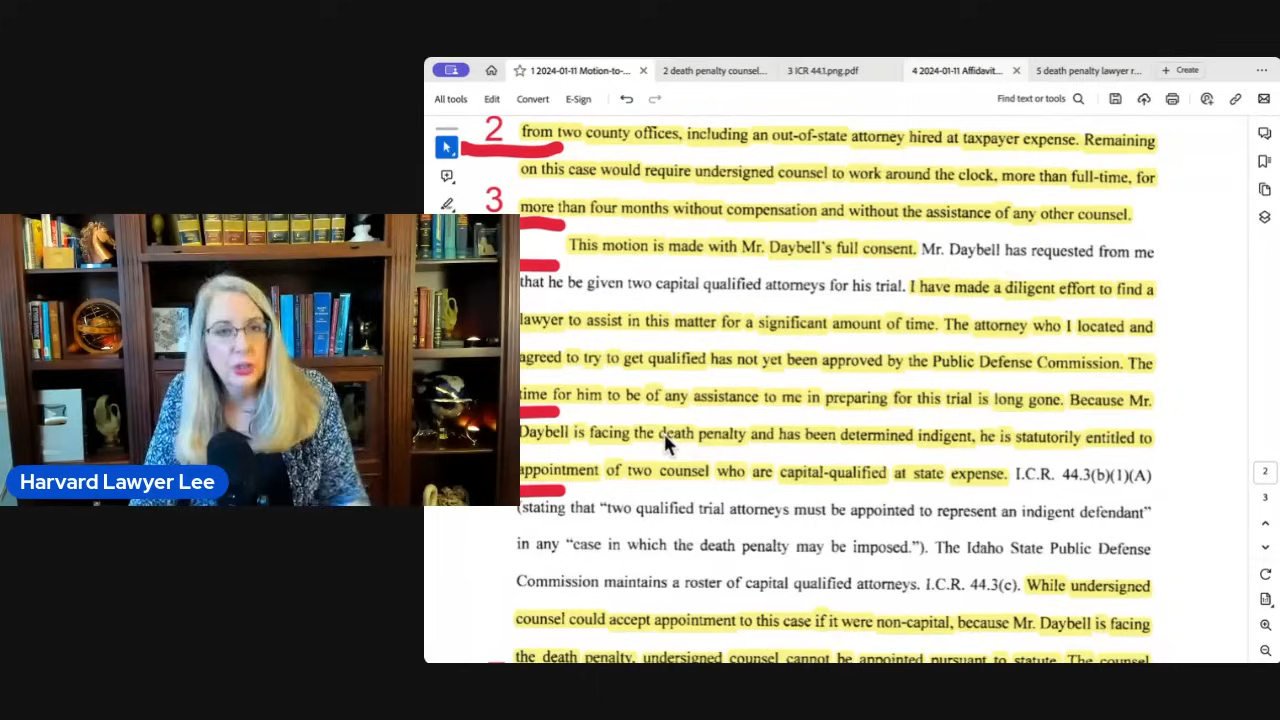 1 2024-01-11 Motion-to-... 2 death penalty counsel... 3 ICR 44.1.png.pdf 4 2024-01-11 Affidavit... 5 death penalty lawyer r... + Create
All tools Edit Convert E-Sign Find text or tools
2 from two county offices, including an out-of-state attorney hired at taxpayer expense. Remaining
on this case would require undersigned counsel to work around the clock, more than full-time, for
3 more than four months without compensation and without the assistance of any other counsel.
This motion is made with Mr. Daybell's full consent. Mr. Daybell has requested from me
that he be given two capital qualified attorneys for his trial. I have made a diligent effort to find a
lawyer to assist in this matter for a significant amount of time. The attorney who I located and
agreed to try to get qualified has not yet been approved by the Public Defense Commission. The
time for him to be of any assistance to me in preparing for this trial is long gone. Because Mr.
Daybell is facing the death penalty and has been determined indigent, he is statutorily entitled to
appointment of two counsel who are capital-qualified at state expense. I.C.R. 44.3(b)(1)(A)
(stating that “two qualified trial attorneys must be appointed to represent an indigent defendant”
in any “case in which the death penalty may be imposed.”). The Idaho State Public Defense
Commission maintains a roster of capital qualified attorneys. I.C.R. 44.3(c). While undersigned
counsel could accept appointment to this case if it were non-capital, because Mr. Daybell is facing
the death penalty, undersigned counsel cannot be appointed pursuant to statute. The counsel
2
3
Harvard Lawyer Lee